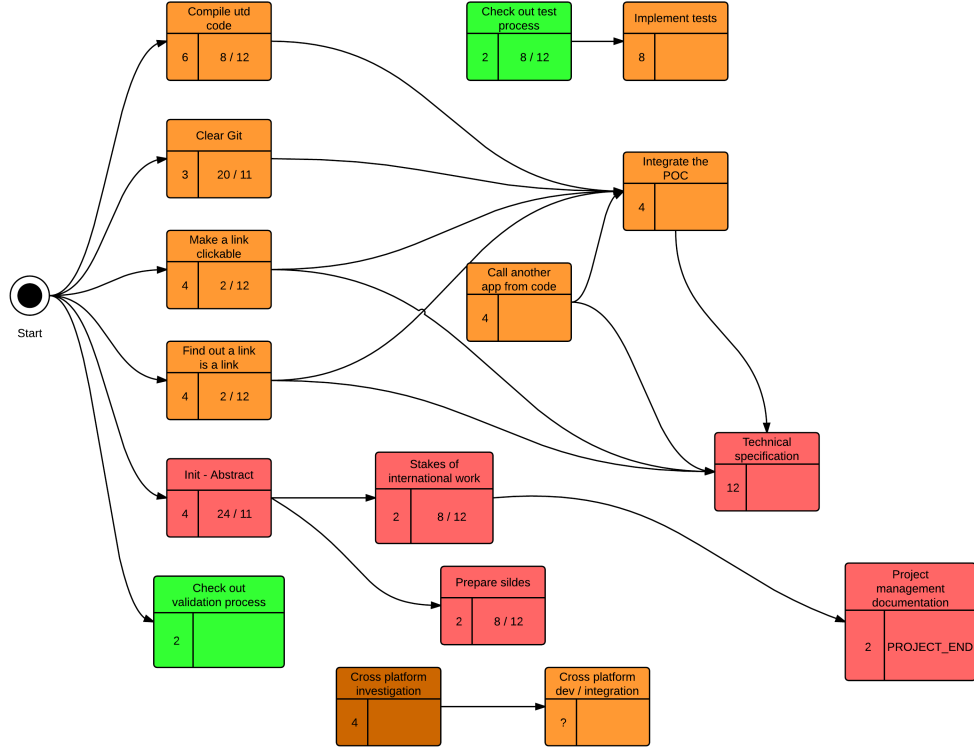 Compile utd
code
6
8 / 12
Check out test
process
2
8 / 12
Implement tests
8
Clear Git
3
20 / 11
Integrate the
POC
4
Make a link
clickable
4
2 / 12
Call another
app from code
4
Start
Find out a link
is a link
4
2 / 12
Technical
specification
12
Init - Abstract
4
24 / 11
Stakes of
international work
2
8 / 12
Prepare sildes
2
8 / 12
Project
management
documentation
2
PROJECT_END
Check out
validation process
2
Cross platform
investigation
4
Cross platform
dev / integration
?